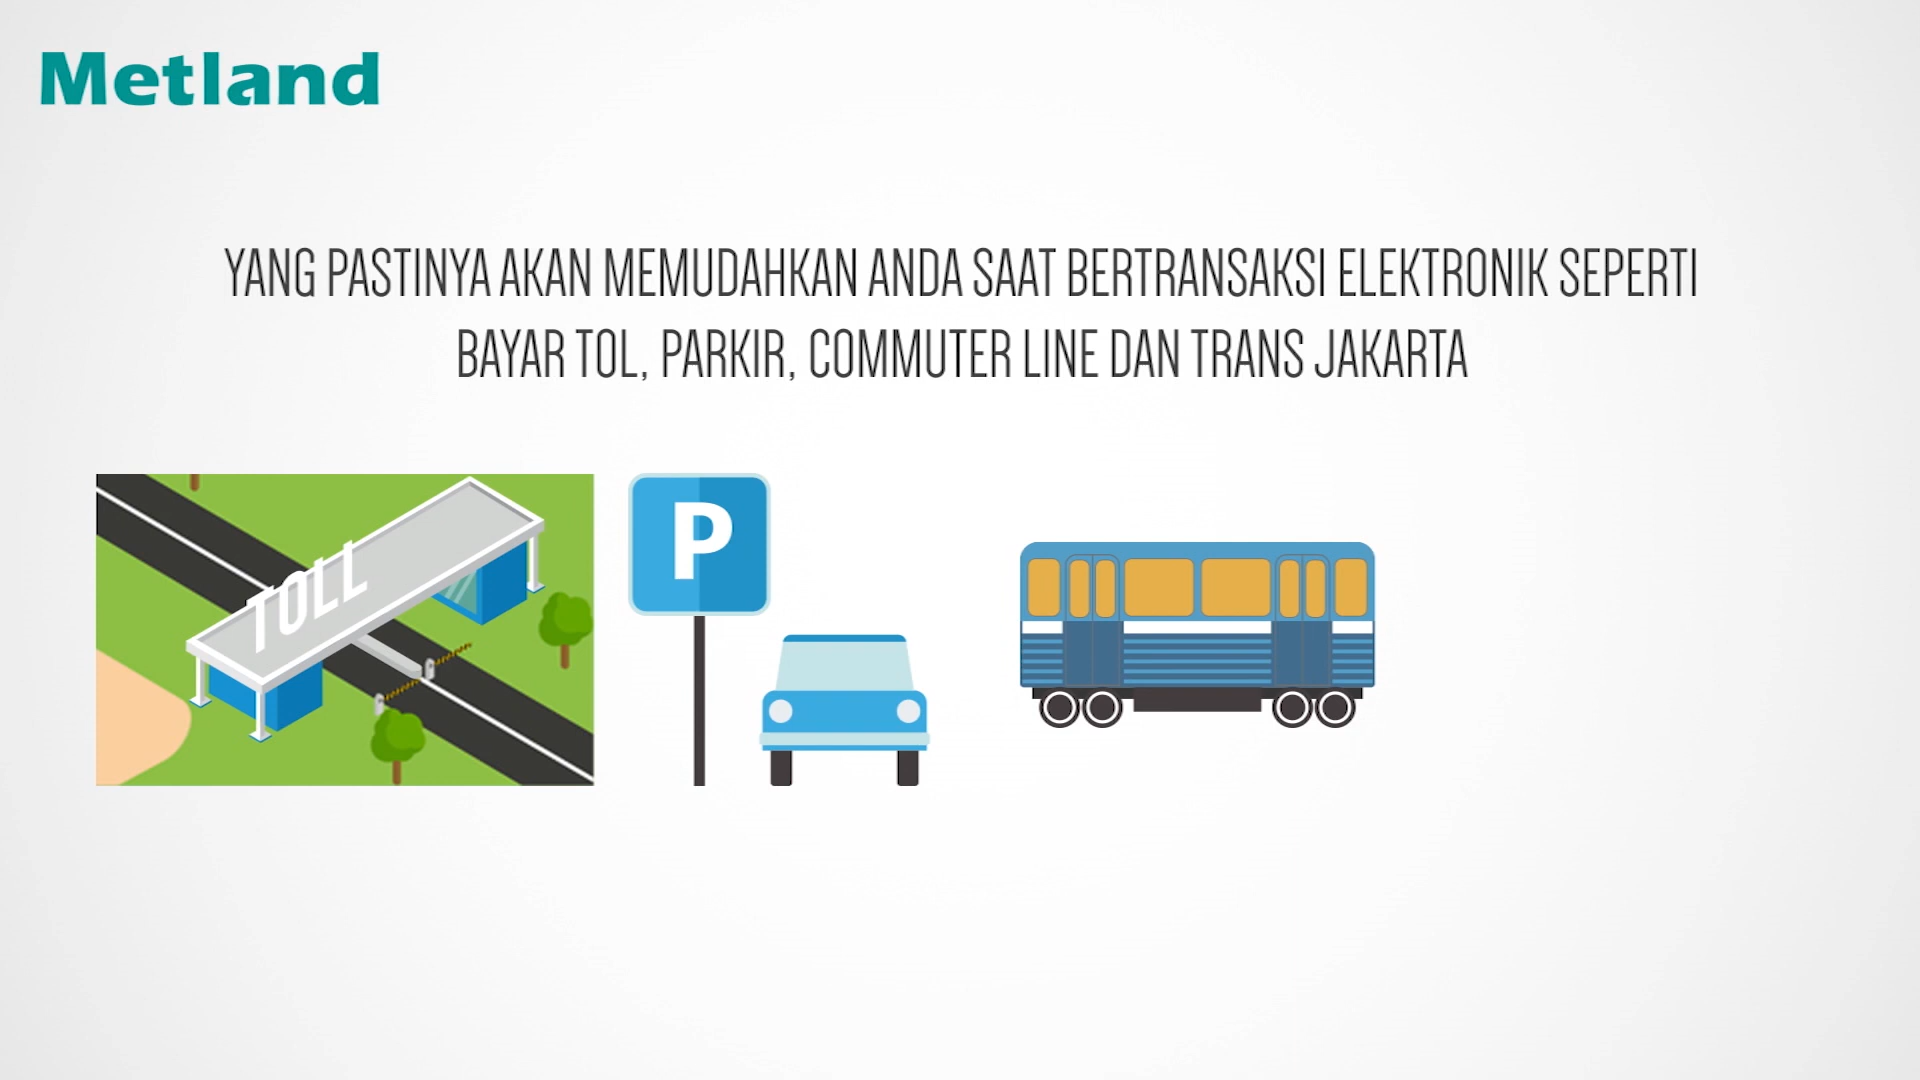 Metland
YANG PASTINYA AKAN MEMUDAHKAN ANDA SAAT BERTRANSAKSI ELEKTRONIK SEPERTI
BAYAR TOL, PARKIR, COMMUTER LINE DAN TRANS JAKARTA
TOLL
P